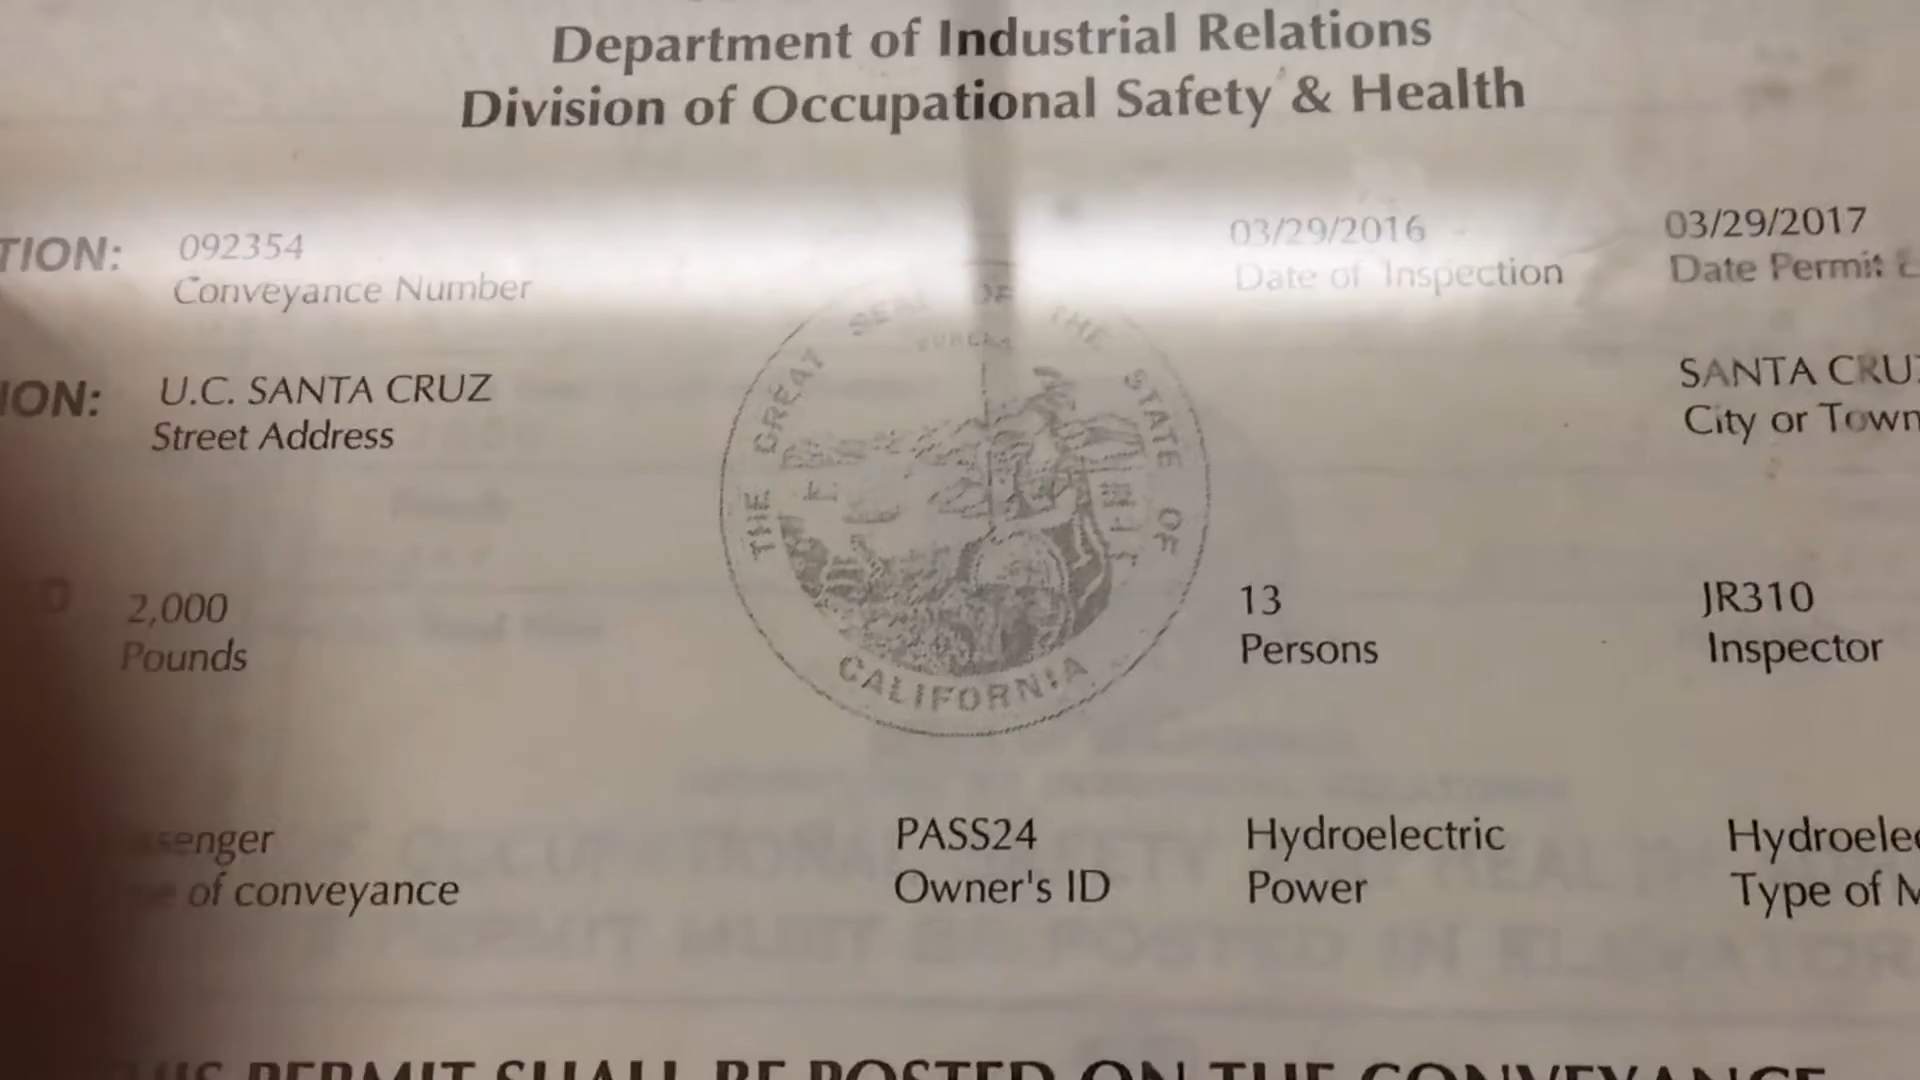 Department of Industrial Relations
Division of Occupational Safety & Health
TION: 092354 03/29/2016 03/29/2017
Conveyance Number Date of Inspection Date Permit
ION: U.C. SANTA CRUZ SANTA CRUZ
Street Address City or Town
THE GREAT SEAL OF THE STATE OF CALIFORNIA
2,000 13 JR310
Pounds Persons Inspector
senger PASS24 Hydroelectric Hydroelec
of conveyance Owner's ID Power Type of M
PERMIT SHALL BE POSTED ON THE CONVEYANCE